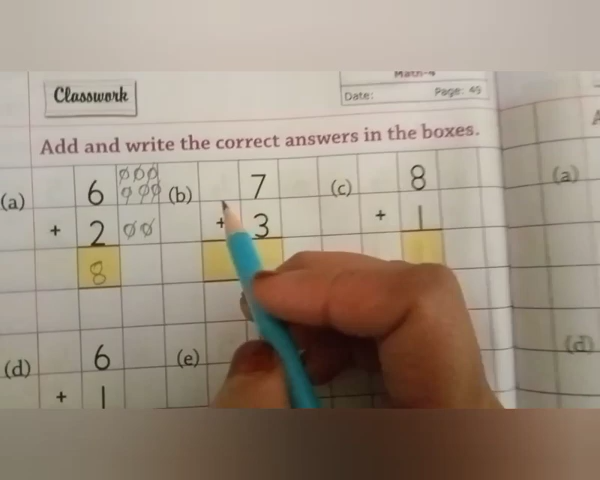 Classwork
Math-4
Date: Page: 45
Add and write the correct answers in the boxes.
(a) 6 (b) 7 (c) 8 (a)
+ 2 + 3 + 1
8
(d) 6 (e) (d)
+ 1